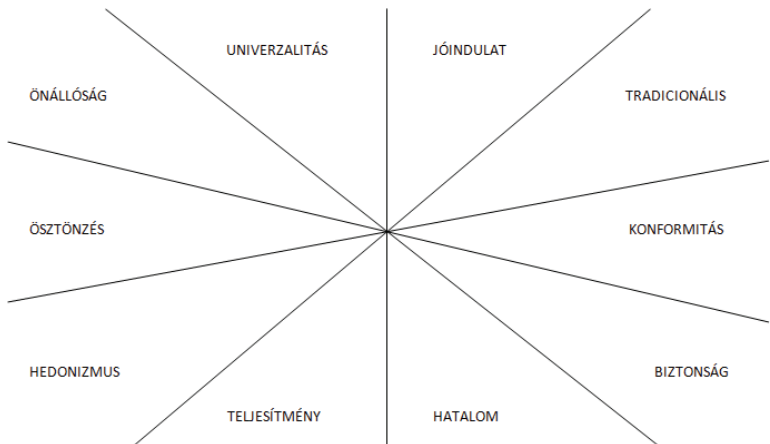 UNIVERZALITÁS
JÓINDULAT
ÖNÁLLÓSÁG
TRADICIONÁLIS
ÖSZTÖNZÉS
KONFORMITÁS
HEDONIZMUS
BIZTONSÁG
TELJESÍTMÉNY
HATALOM